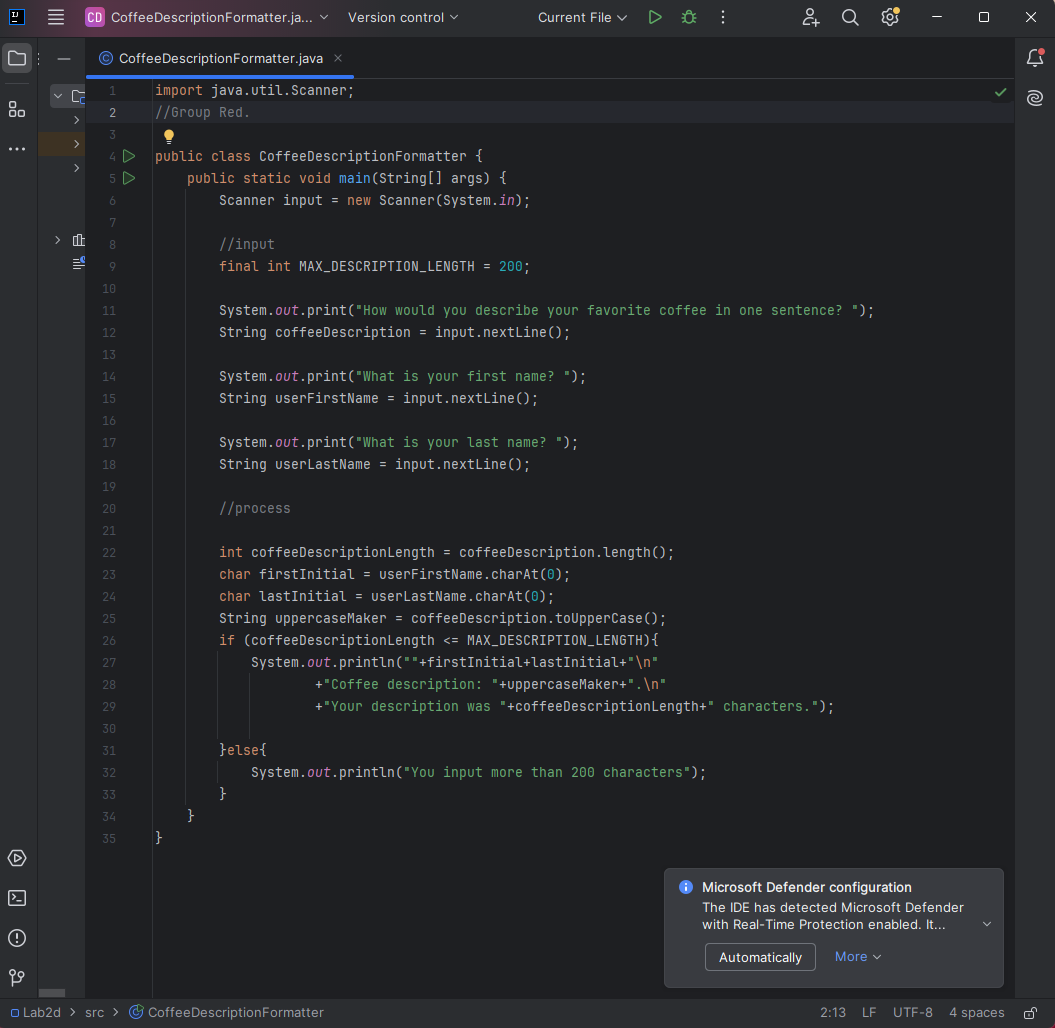 CD CoffeeDescriptionFormatter.ja... Version control Current File
CoffeeDescriptionFormatter.java
1 import java.util.Scanner;
2 //Group Red.
3
4 public class CoffeeDescriptionFormatter {
5     public static void main(String[] args) {
6         Scanner input = new Scanner(System.in);
7
8         //input
9         final int MAX_DESCRIPTION_LENGTH = 200;
10
11         System.out.print("How would you describe your favorite coffee in one sentence? ");
12         String coffeeDescription = input.nextLine();
13
14         System.out.print("What is your first name? ");
15         String userFirstName = input.nextLine();
16
17         System.out.print("What is your last name? ");
18         String userLastName = input.nextLine();
19
20         //process
21
22         int coffeeDescriptionLength = coffeeDescription.length();
23         char firstInitial = userFirstName.charAt(0);
24         char lastInitial = userLastName.charAt(0);
25         String uppercaseMaker = coffeeDescription.toUpperCase();
26         if (coffeeDescriptionLength <= MAX_DESCRIPTION_LENGTH){
27             System.out.println(""+firstInitial+lastInitial+"\n"
28                     +"Coffee description: "+uppercaseMaker+".\n"
29                     +"Your description was "+coffeeDescriptionLength+" characters.");
30
31         }else{
32             System.out.println("You input more than 200 characters");
33         }
34     }
35 }
Microsoft Defender configuration
The IDE has detected Microsoft Defender
with Real-Time Protection enabled. It...
Automatically More
Lab2d > src > CoffeeDescriptionFormatter 2:13 LF UTF-8 4 spaces